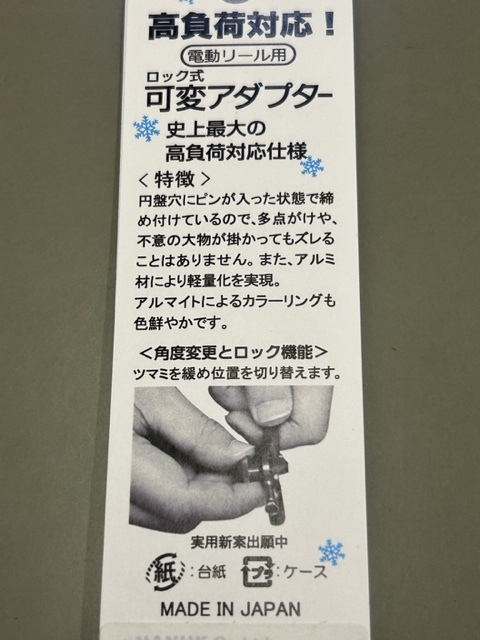 高負荷対応！
電動リール用
ロック式
可変アダプター
史上最大の
高負荷対応仕様
＜特徴＞
円盤穴にピンが入った状態で締
め付けているので、多点がけや、
不意の大物が掛かってもズレる
ことはありません。また、アルミ
材により軽量化を実現。
アルマイトによるカラーリングも
色鮮やかです。
＜角度変更とロック機能＞
ツマミを緩め位置を切り替えます。
実用新案出願中
紙:台紙 プラ:ケース
MADE IN JAPAN